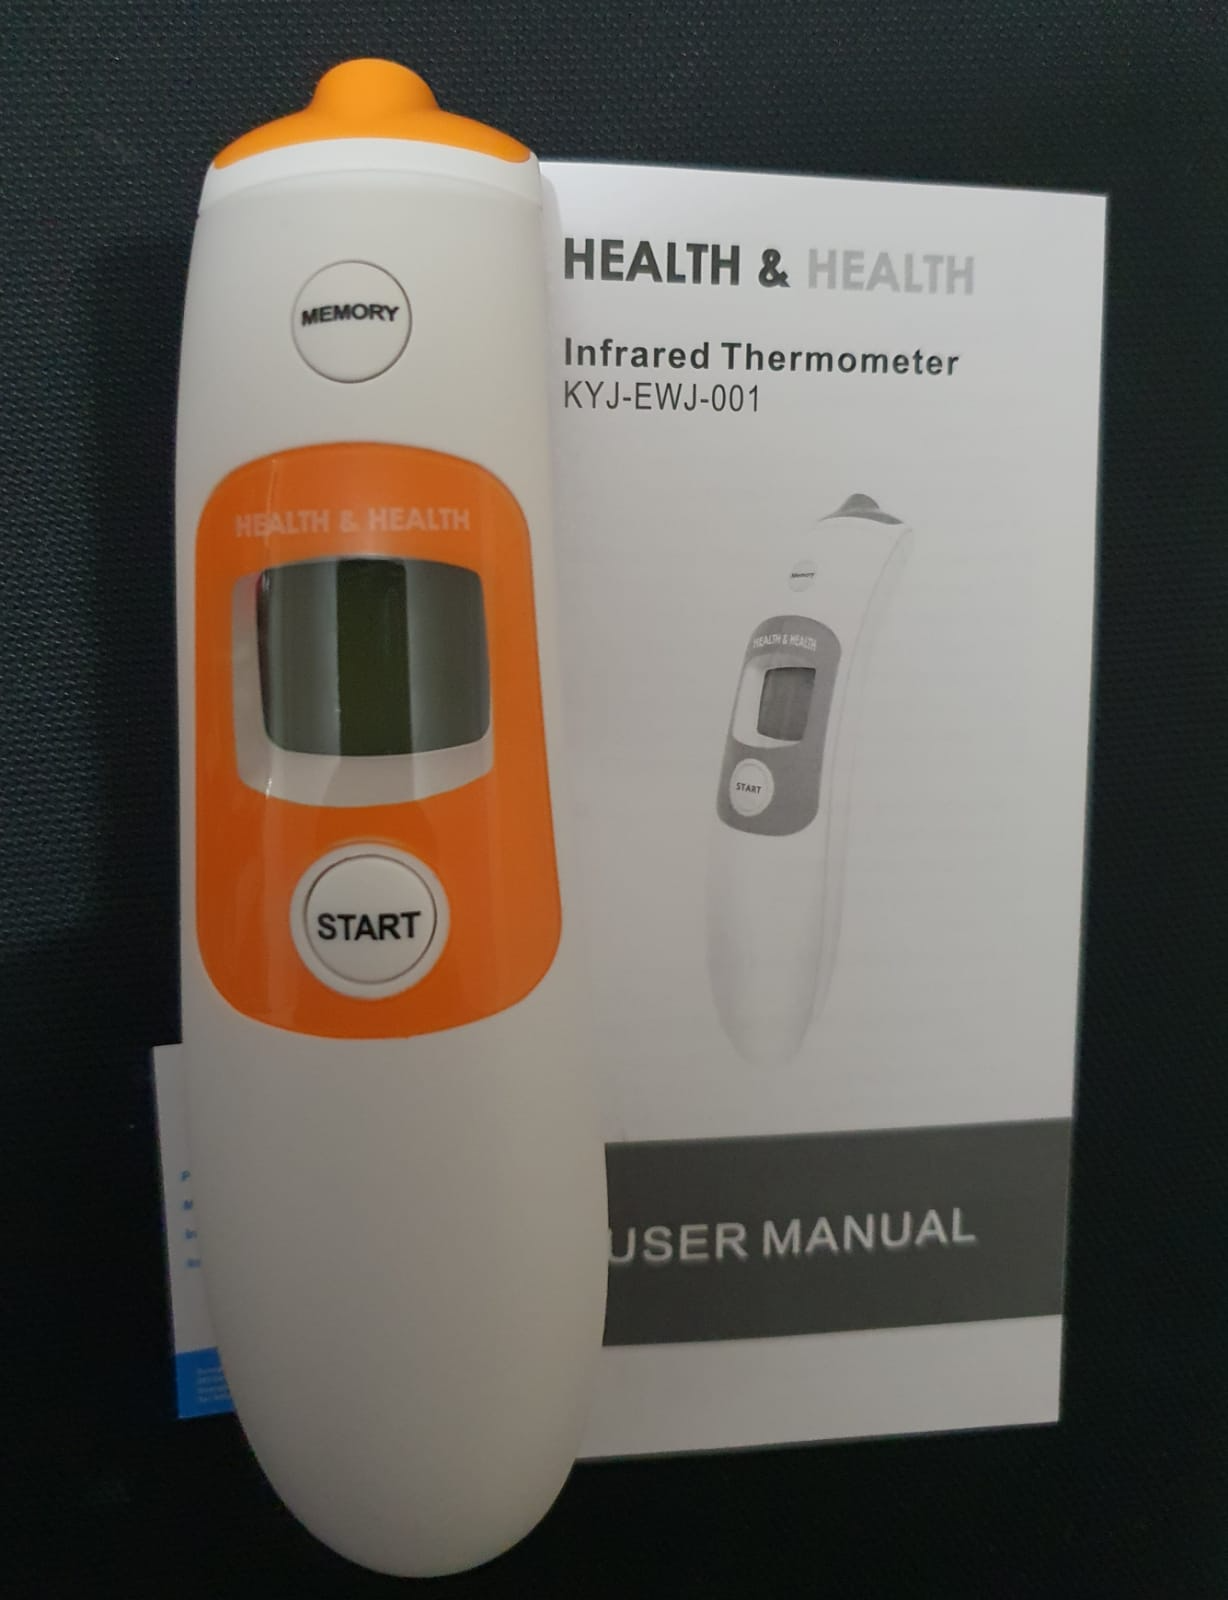 MEMORY
HEALTH & HEALTH
START
HEALTH & HEALTH
Infrared Thermometer
KYJ-EWJ-001
Memory
HEALTH & HEALTH
START
USER MANUAL